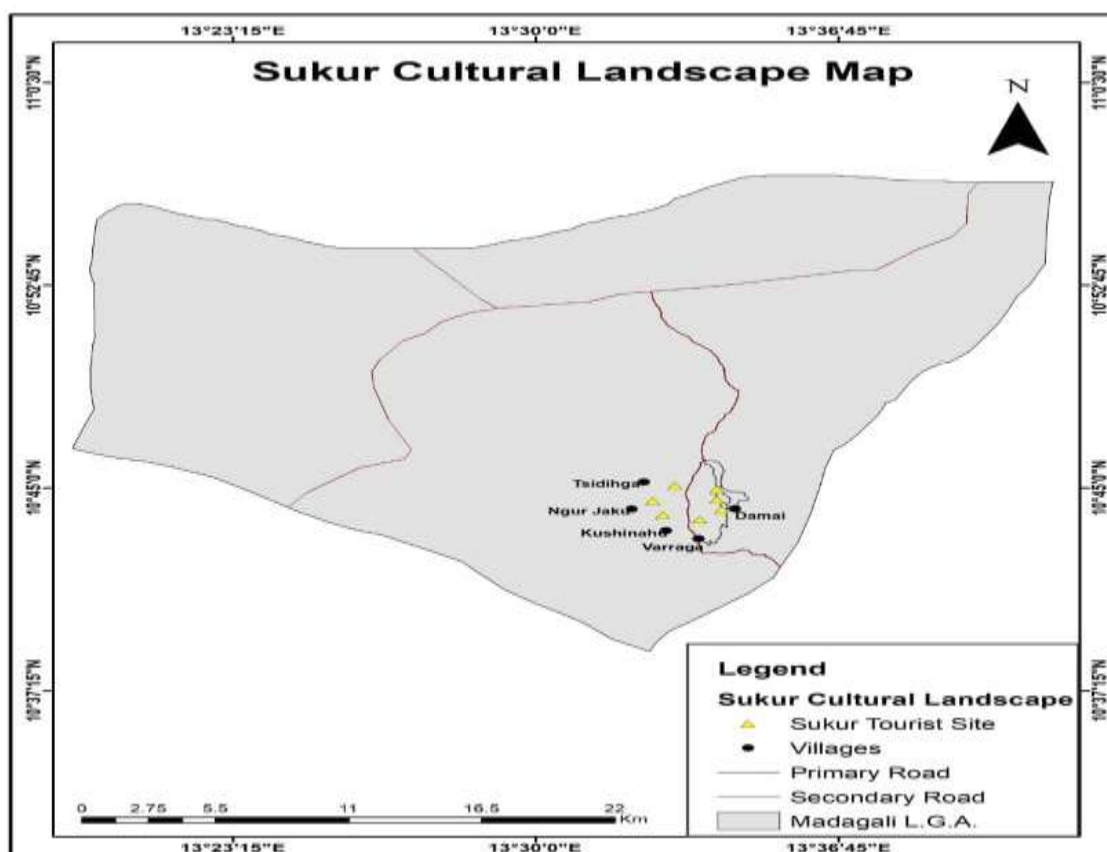 13°23'15"E 13°30'0"E 13°36'45"E
Sukur Cultural Landscape Map
N
11°0'30"N 11°0'30"N
10°52'45"N 10°52'45"N
10°45'0"N 10°45'0"N
10°37'15"N 10°37'15"N
Tsidihga
Ngur Jaku
Damai
Kushinahu
Varraga
Legend
Sukur Cultural Landscape
Sukur Tourist Site
Villages
Primary Road
Secondary Road
Madagali L.G.A.
0 2.75 5.5 11 16.5 22
Km
13°23'15"E 13°30'0"E 13°36'45"E